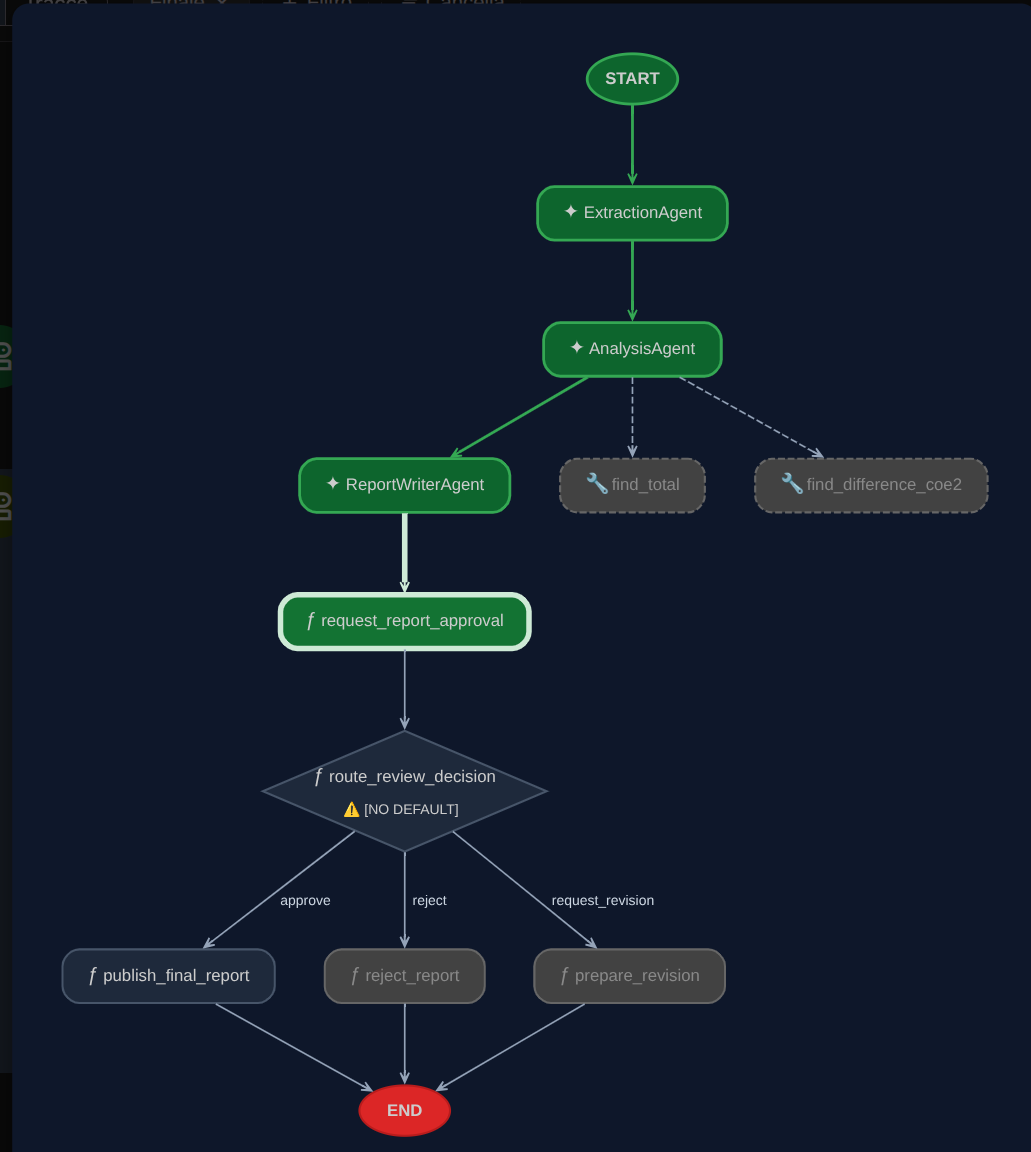 START
✦ ExtractionAgent
✦ AnalysisAgent
✦ ReportWriterAgent
🔧 find_total
🔧 find_difference_coe2
ƒ request_report_approval
ƒ route_review_decision
⚠️ [NO DEFAULT]
approve
reject
request_revision
ƒ publish_final_report
ƒ reject_report
ƒ prepare_revision
END